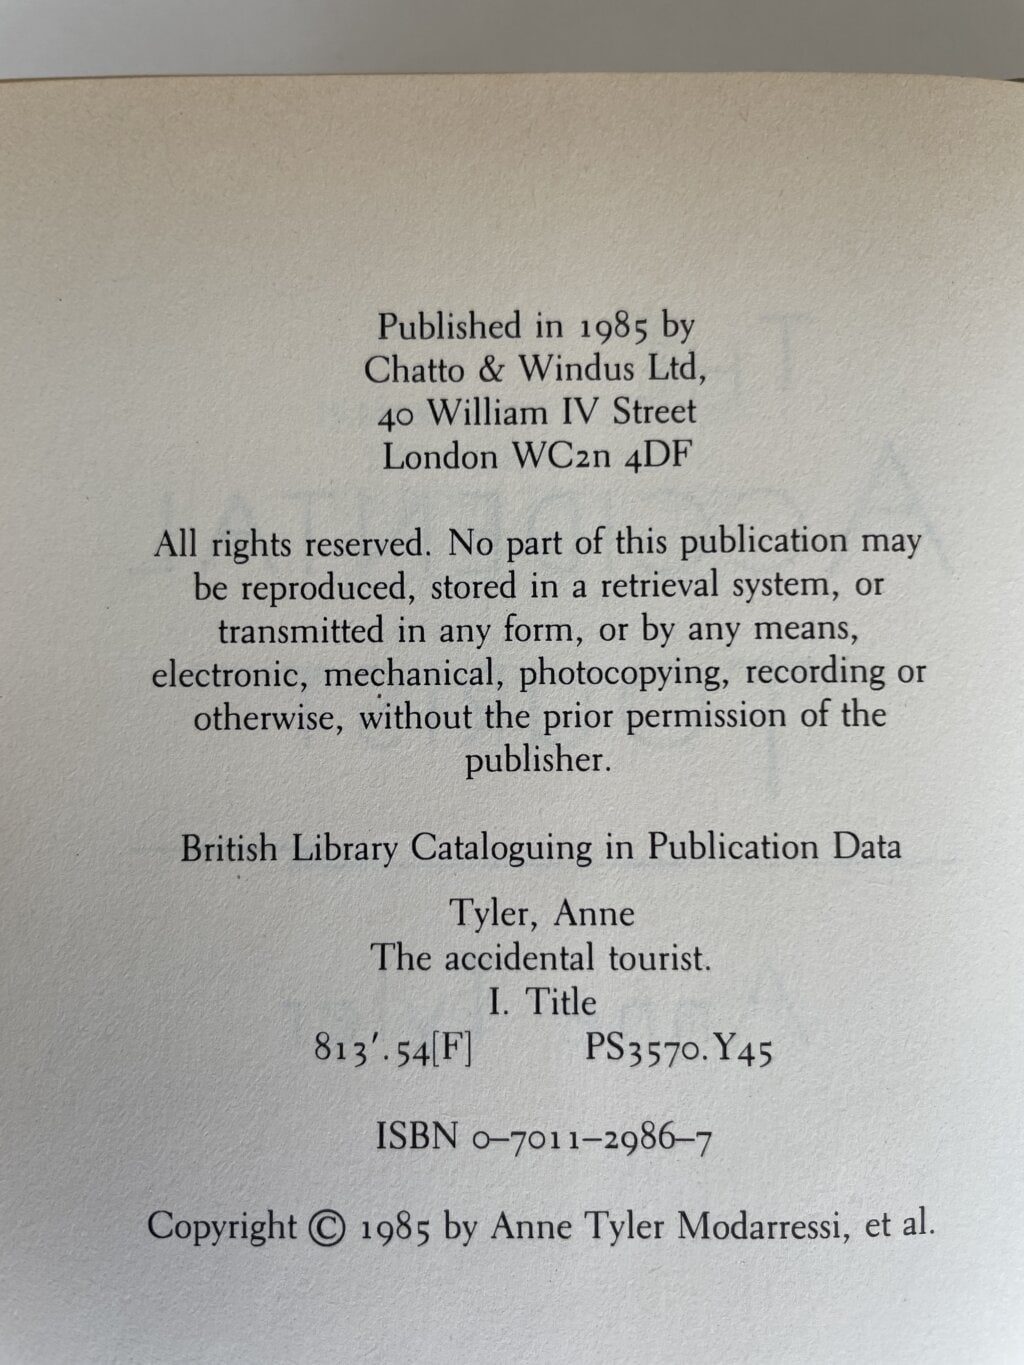 Published in 1985 by
Chatto & Windus Ltd,
40 William IV Street
London WC2n 4DF
All rights reserved. No part of this publication may
be reproduced, stored in a retrieval system, or
transmitted in any form, or by any means,
electronic, mechanical, photocopying, recording or
otherwise, without the prior permission of the
publisher.
British Library Cataloguing in Publication Data
Tyler, Anne
The accidental tourist.
I. Title
813′.54[F] PS3570.Y45
ISBN 0–7011–2986–7
Copyright © 1985 by Anne Tyler Modarressi, et al.